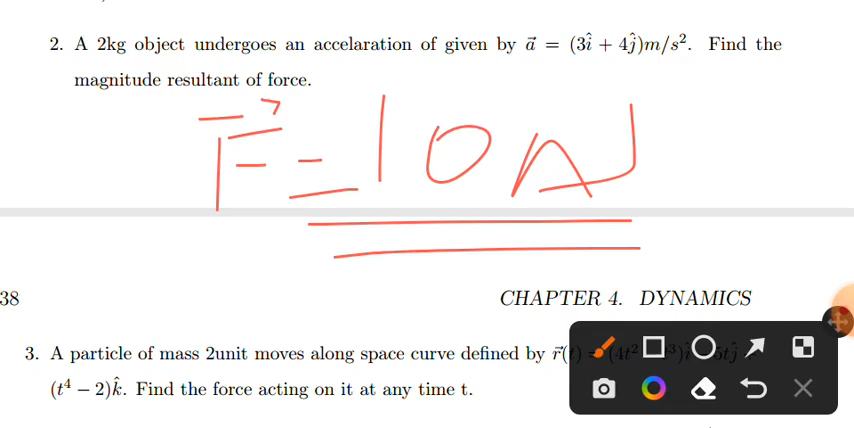 2. A 2kg object undergoes an accelaration of given by a⃗ = (3î + 4ĵ)m/s². Find the
magnitude resultant of force.
F⃗ = 10N
38
CHAPTER 4. DYNAMICS
3. A particle of mass 2unit moves along space curve defined by r⃗(t)
(t⁴ − 2)k̂. Find the force acting on it at any time t.